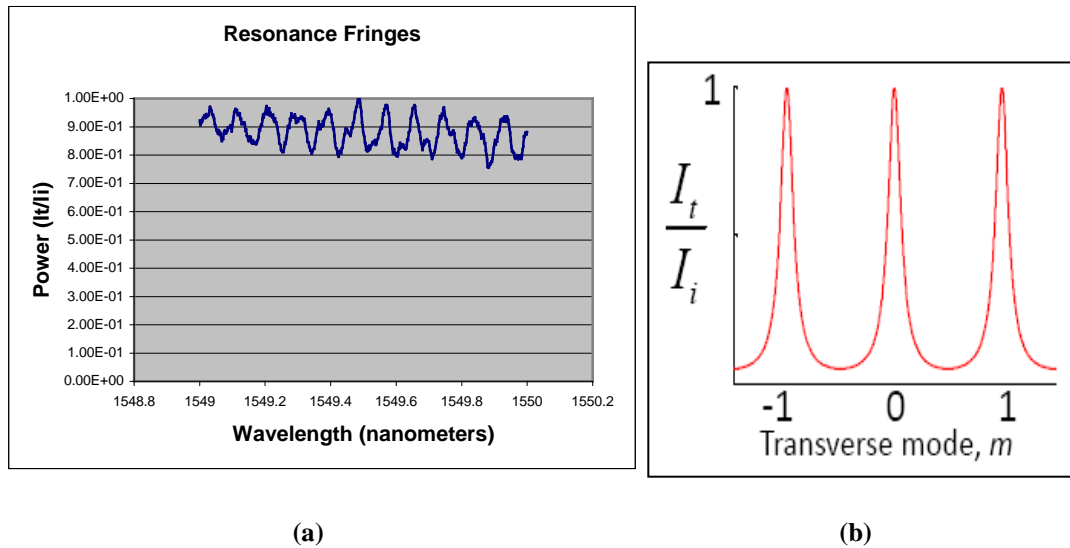 Resonance Fringes
1.00E+00
9.00E-01
8.00E-01
7.00E-01
6.00E-01
5.00E-01
4.00E-01
3.00E-01
2.00E-01
1.00E-01
0.00E+00
Power (It/Ii)
1548.8 1549 1549.2 1549.4 1549.6 1549.8 1550 1550.2
Wavelength (nanometers)
1
I_t
I_i
-1 0 1
Transverse mode, m
(a) (b)